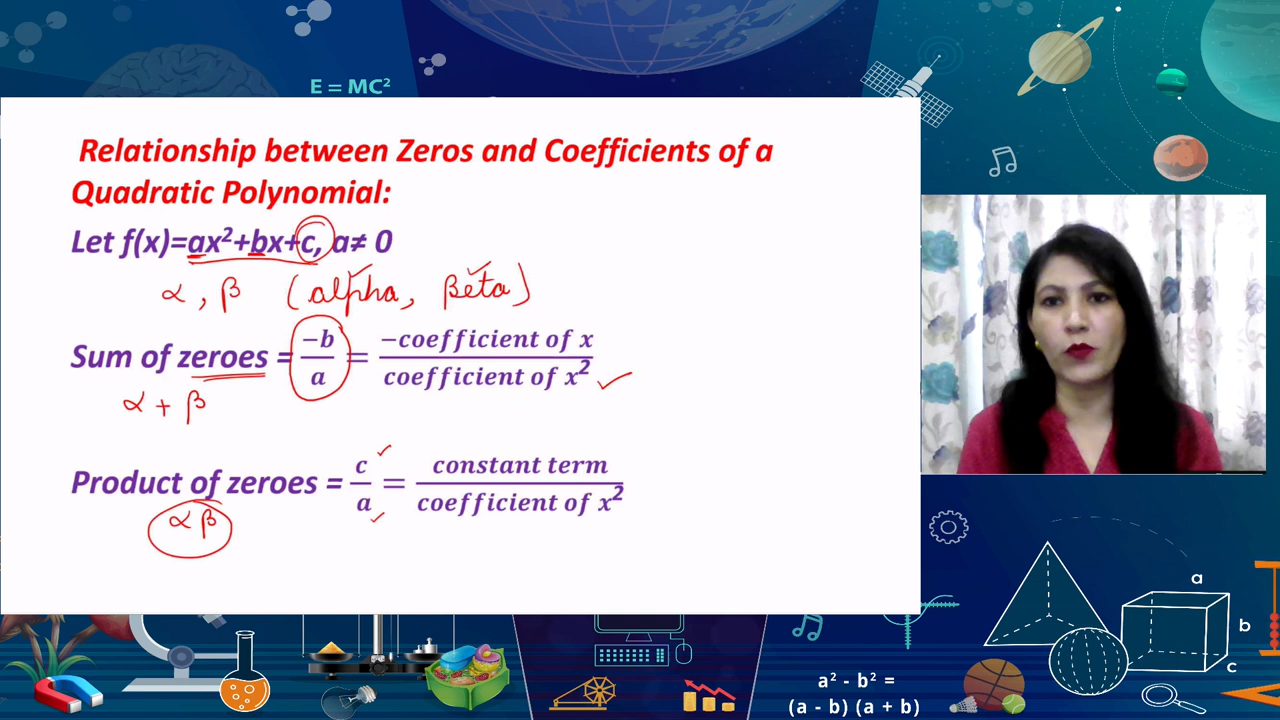 E = MC²
Relationship between Zeros and Coefficients of a
Quadratic Polynomial:
Let f(x)=ax²+bx+c, a≠ 0
α , β (alpha, Beta)
Sum of zeroes = −b/a = −coefficient of x/coefficient of x²
α + β
Product of zeroes = c/a = constant term/coefficient of x²
αβ
a
b
c
a² - b² =
(a - b) (a + b)